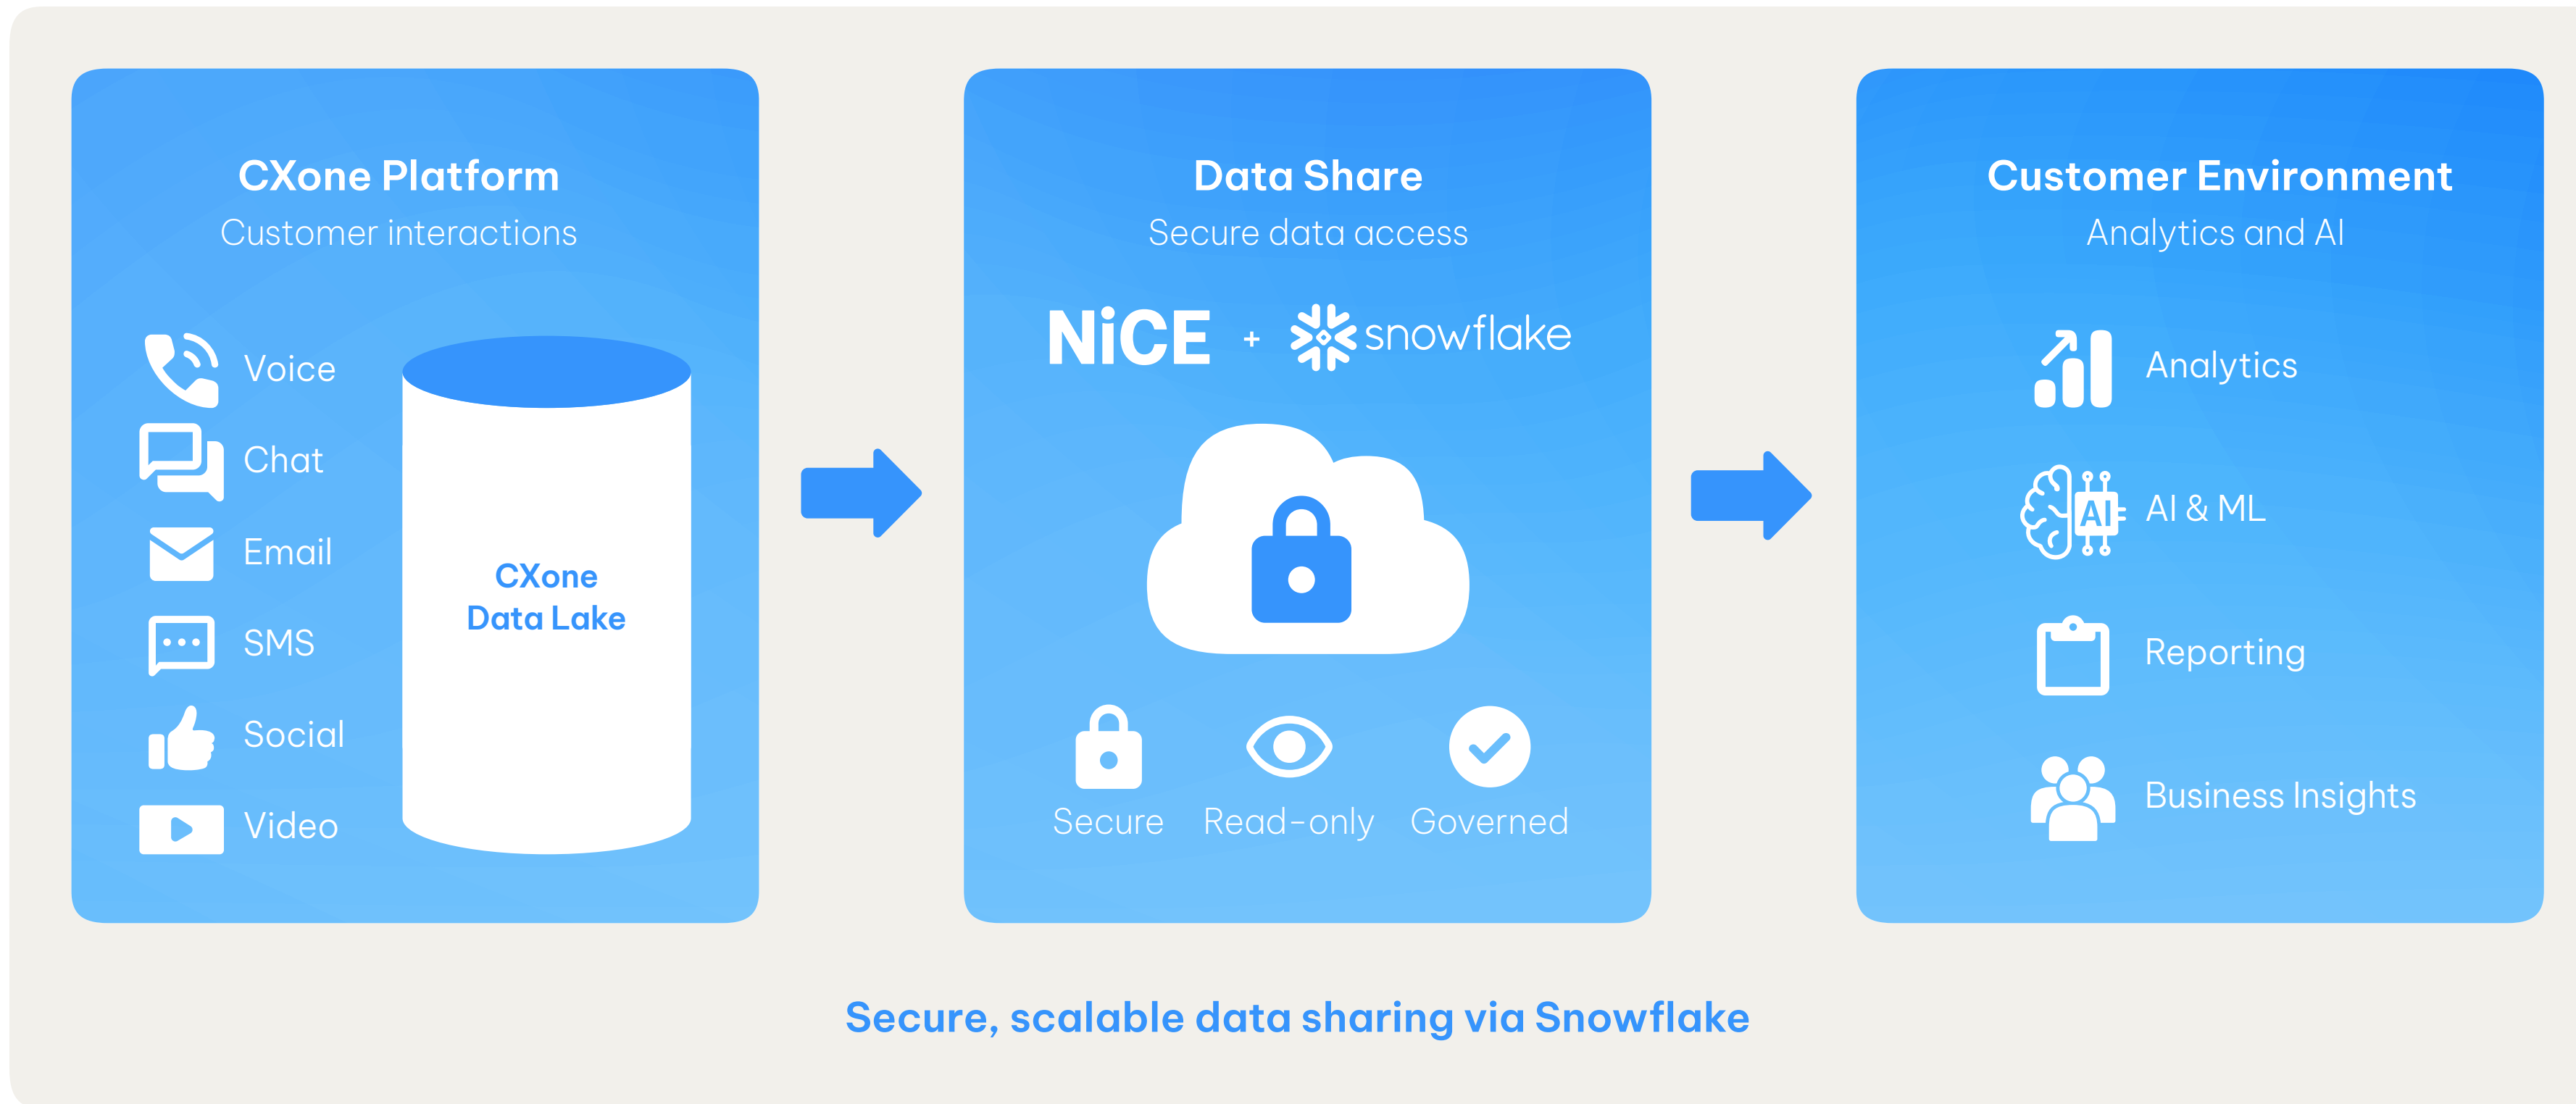 CXone Platform
Customer interactions
Voice
Chat
Email
SMS
Social
Video
CXone
Data Lake
Data Share
Secure data access
NiCE + snowflake
Secure
Read-only
Governed
Customer Environment
Analytics and AI
Analytics
AI
AI & ML
Reporting
Business Insights
Secure, scalable data sharing via Snowflake